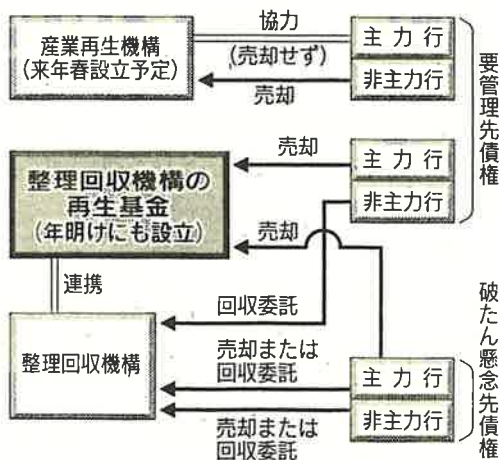 産業再生機構
(来年春設立予定)
協力
(売却せず)
売却
主力行
非主力行
要管理先債権
整理回収機構の
再生基金
(年明けにも設立)
売却
主力行
非主力行
売却
連携
回収委託
整理回収機構
売却または
回収委託
主力行
非主力行
売却または
回収委託
破たん懸念先債権